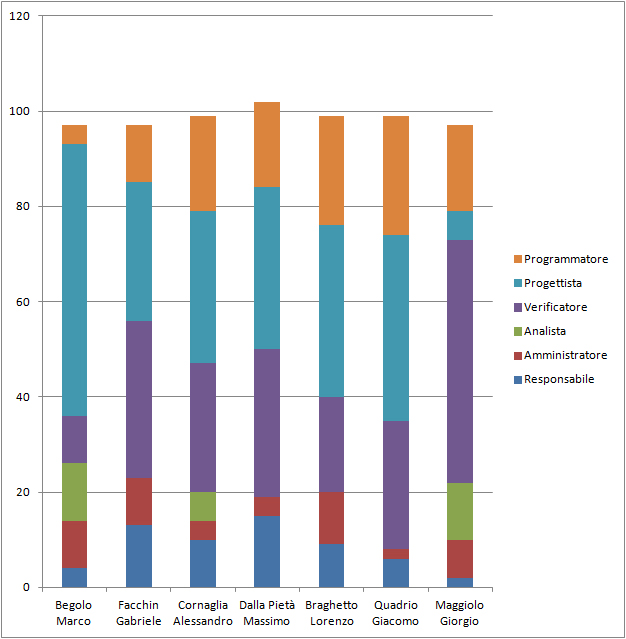 120
100
80
60
40
20
0
Programmatore
Progettista
Verificatore
Analista
Amministratore
Responsabile
Begolo
Marco
Facchin
Gabriele
Cornaglia
Alessandro
Dalla Pietà
Massimo
Braghetto
Lorenzo
Quadrio
Giacomo
Maggiolo
Giorgio